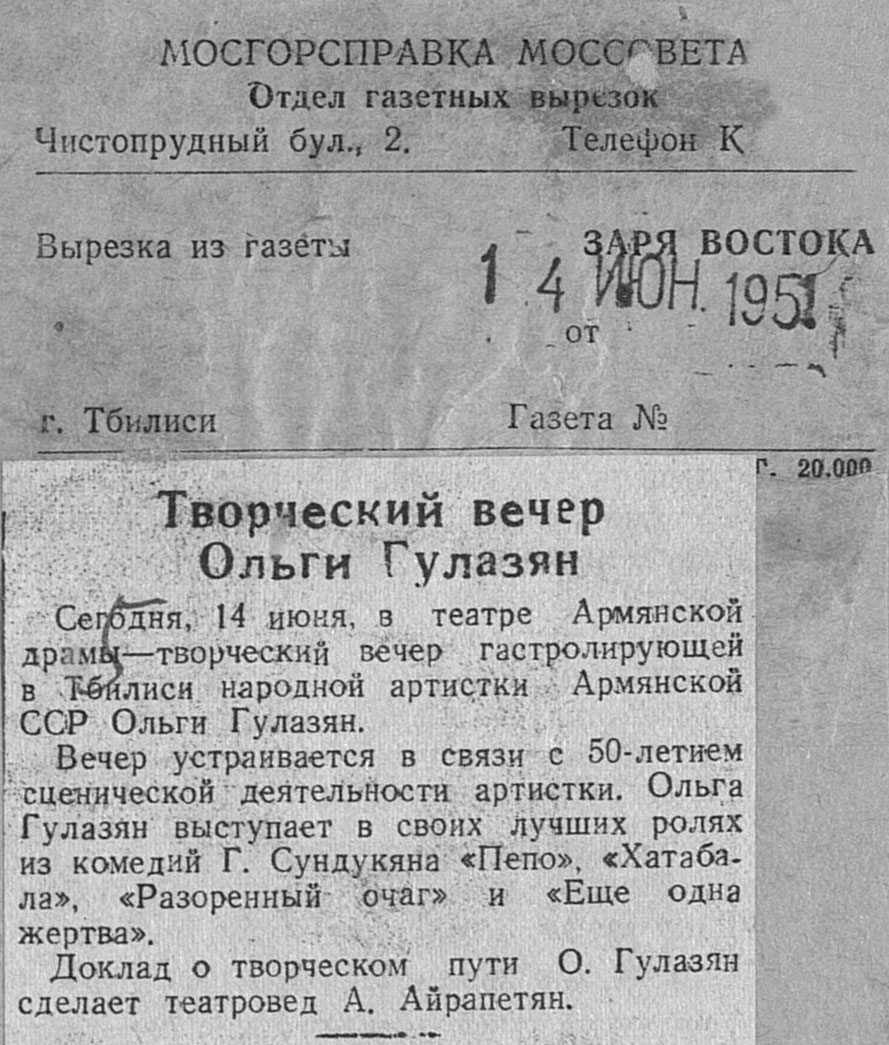 МОСГОРСПРАВКА МОССОВЕТА
Отдел газетных вырезок
Чистопрудный бул., 2. Телефон К
Вырезка из газеты ЗАРЯ ВОСТОКА
от 14 ИЮН. 1951
г. Тбилиси Газета №
Г. 20.000
Творческий вечер
Ольги Гулазян
Сегодня, 14 июня, в театре Армянской
драмы—творческий вечер гастролирующей
в Тбилиси народной артистки Армянской
ССР Ольги Гулазян.
Вечер устраивается в связи с 50-летием
сценической деятельности артистки. Ольга
Гулазян выступает в своих лучших ролях
из комедий Г. Сундукяна «Пепо», «Хатаба-
ла», «Разоренный очаг» и «Еще одна
жертва».
Доклад о творческом пути О. Гулазян
сделает театровед А. Айрапетян.